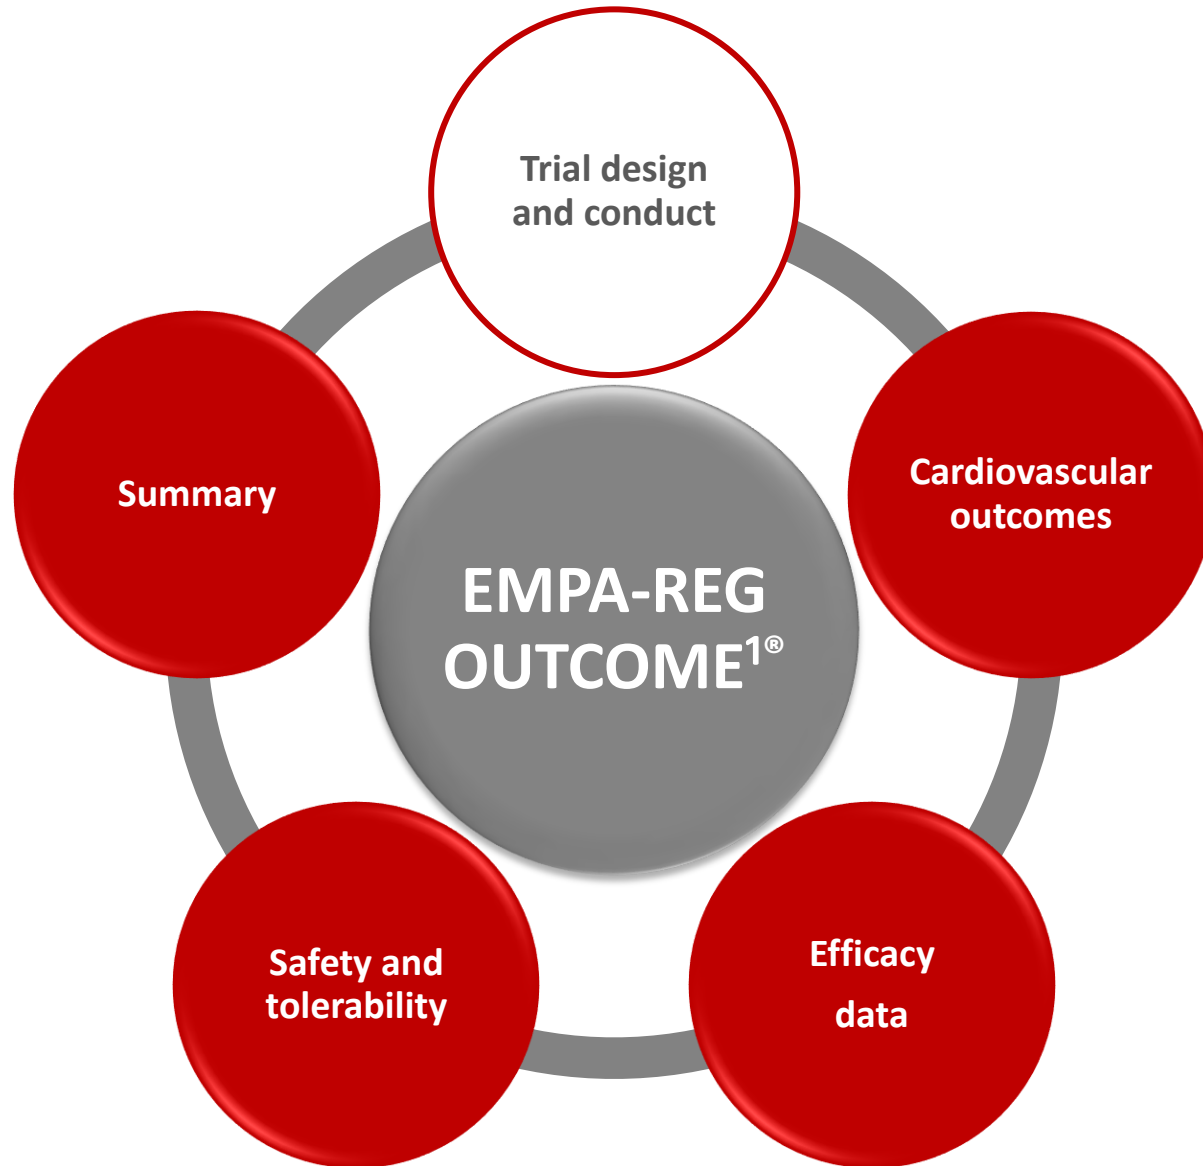 Trial design
and conduct
Cardiovascular
outcomes
Efficacy
data
Safety and
tolerability
Summary
EMPA-REG
OUTCOME¹®